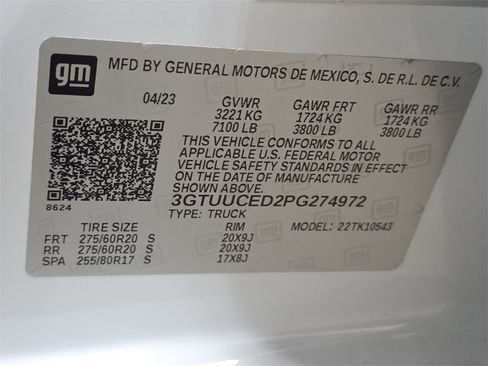 gm
MFD BY GENERAL MOTORS DE MEXICO, S. DE R.L. DE C.V.
04/23 GVWR GAWR FRT GAWR RR
3221 KG 1724 KG 1724 KG
7100 LB 3800 LB 3800 LB
THIS VEHICLE CONFORMS TO ALL
APPLICABLE U.S. FEDERAL MOTOR
VEHICLE SAFETY STANDARDS IN EFFECT
ON THE DATE OF MANUFACTURE
SHOWN ABOVE.
3GTUUCED2PG274972
8624
TYPE: TRUCK
TIRE SIZE RIM MODEL: 22TK10543
FRT 275/60R20 S 20X9J
RR 275/60R20 S 20X9J
SPA 255/80R17 S 17X8J